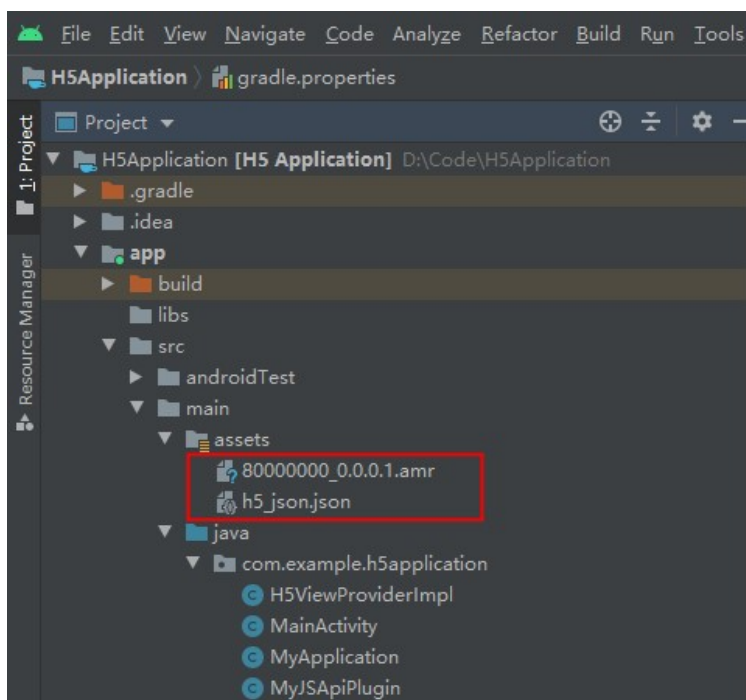 File Edit View Navigate Code Analyze Refactor Build Run Tools
H5Application gradle.properties
1: Project
Project
H5Application [H5 Application] D:\Code\H5Application
.gradle
.idea
app
build
libs
src
androidTest
main
assets
80000000_0.0.0.1.amr
h5_json.json
java
com.example.h5application
H5ViewProviderImpl
MainActivity
MyApplication
MyJSApiPlugin
Resource Manager